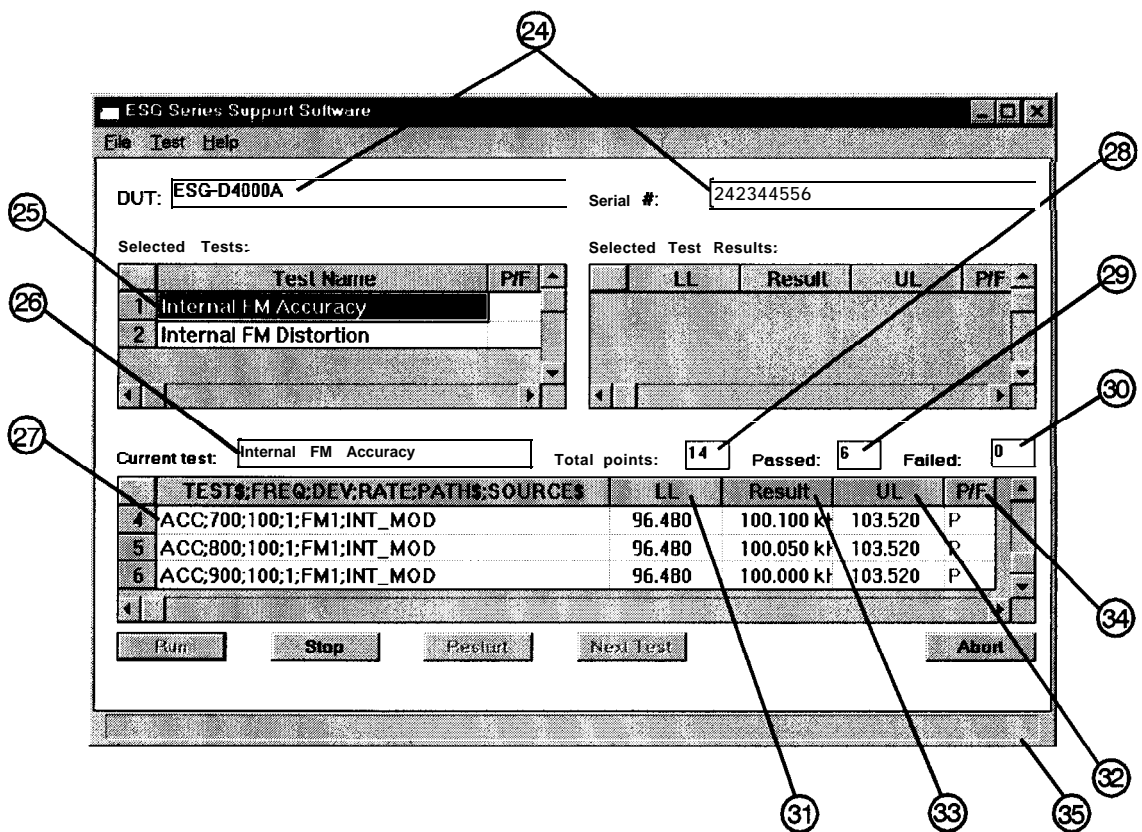 24
ESG Series Support Software
File Test Help
28
DUT: ESG-D4000A Serial #: 242344556
25
Selected Tests: Selected Test Results:
29
Test Name P/F LL Result UL P/F
26
1 Internal FM Accuracy
2 Internal FM Distortion
30
27
Current test: Internal FM Accuracy Total points: 14 Passed: 6 Failed: 0
TEST$;FREQ;DEV;RATE;PATH$;SOURCE$ LL Result UL P/F
4 ACC;700;100;1;FM1;INT_MOD 96.480 100.100 kH 103.520 P
5 ACC;800;100;1;FM1;INT_MOD 96.480 100.050 kH 103.520 P
6 ACC;900;100;1;FM1;INT_MOD 96.480 100.000 kH 103.520 P
34
Run Stop Restart Next Test Abort
32
31 33 35